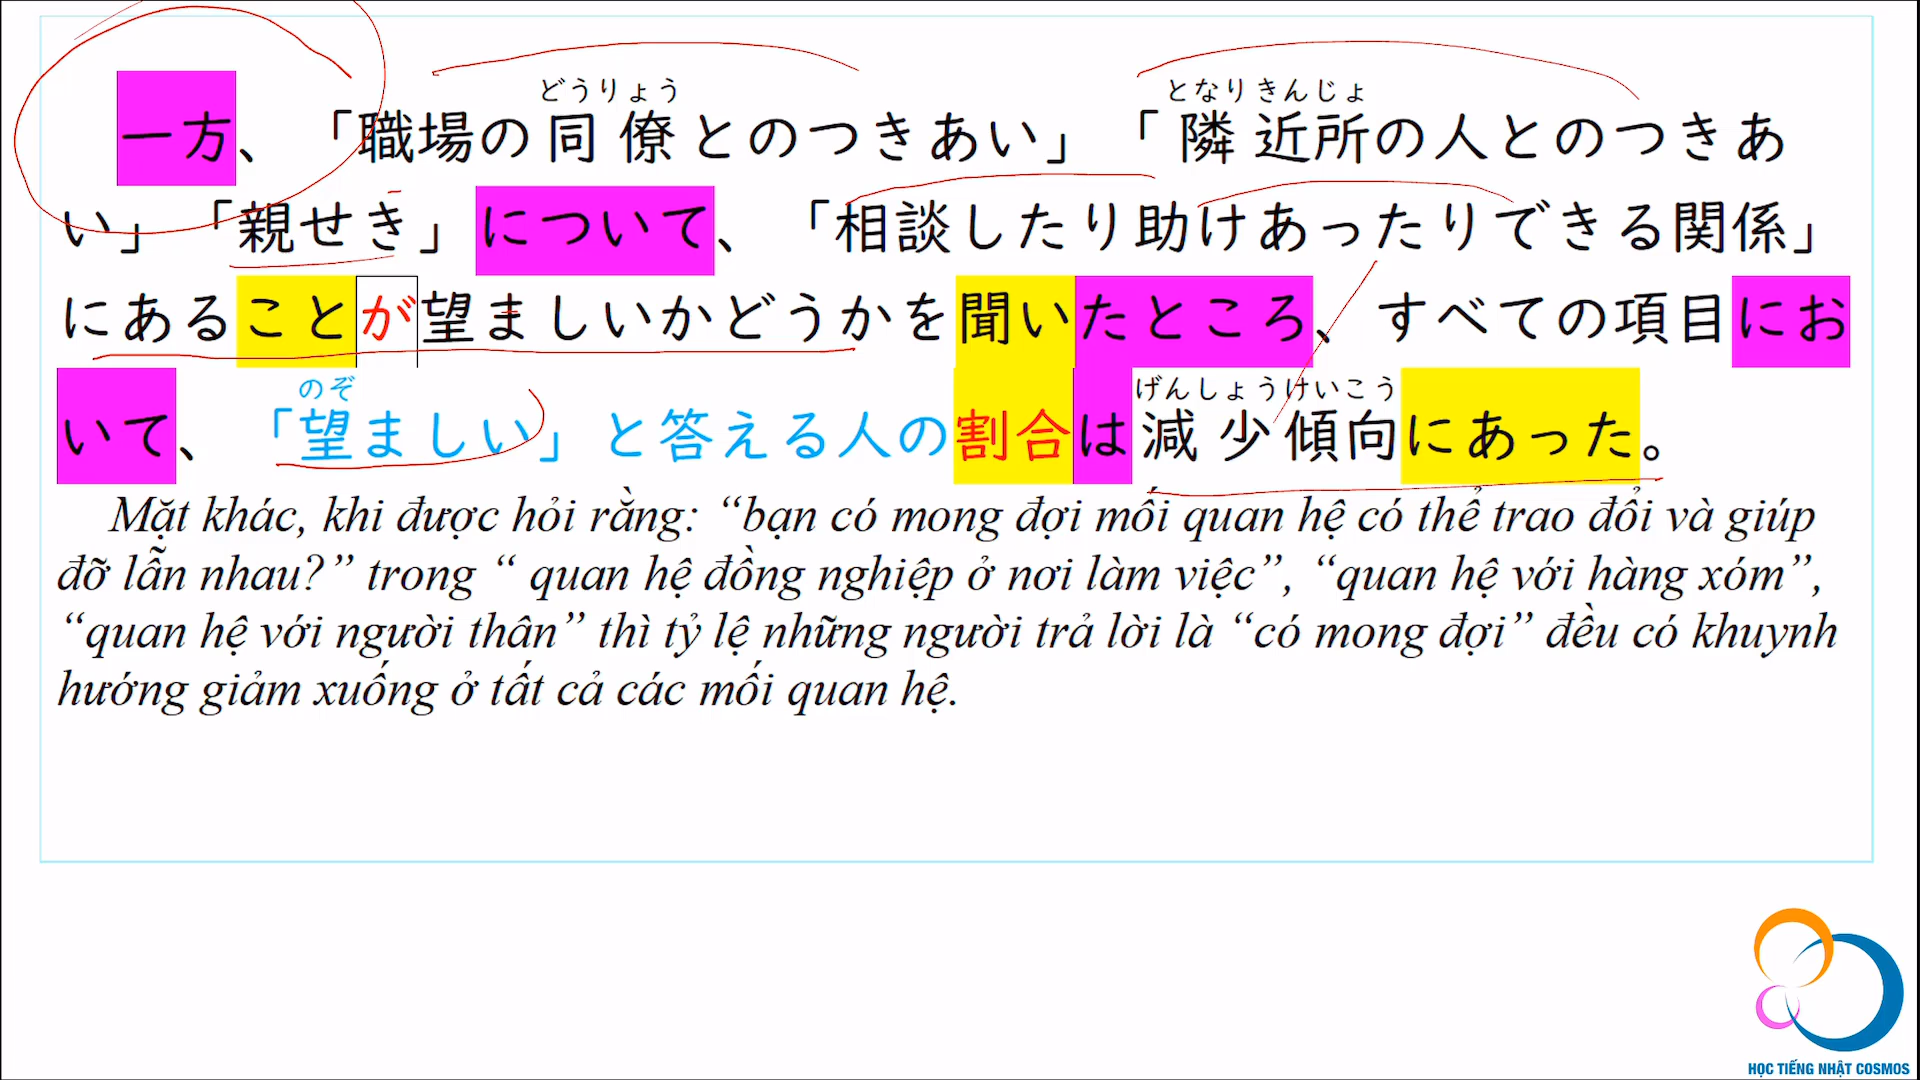 どうりょう となりきんじょ
一方、「職場の同僚とのつきあい」「隣近所の人とのつきあ
い」「親せき」について、「相談したり助けあったりできる関係」
にあることが望ましいかどうかを聞いたところ、すべての項目にお
のぞ げんしょうけいこう
いて、「望ましい」と答える人の割合は減少傾向にあった。
Mặt khác, khi được hỏi rằng: “bạn có mong đợi mối quan hệ có thể trao đổi và giúp
đỡ lẫn nhau?” trong “ quan hệ đồng nghiệp ở nơi làm việc”, “quan hệ với hàng xóm”,
“quan hệ với người thân” thì tỷ lệ những người trả lời là “có mong đợi” đều có khuynh
hướng giảm xuống ở tất cả các mối quan hệ.
HỌC TIẾNG NHẬT COSMOS